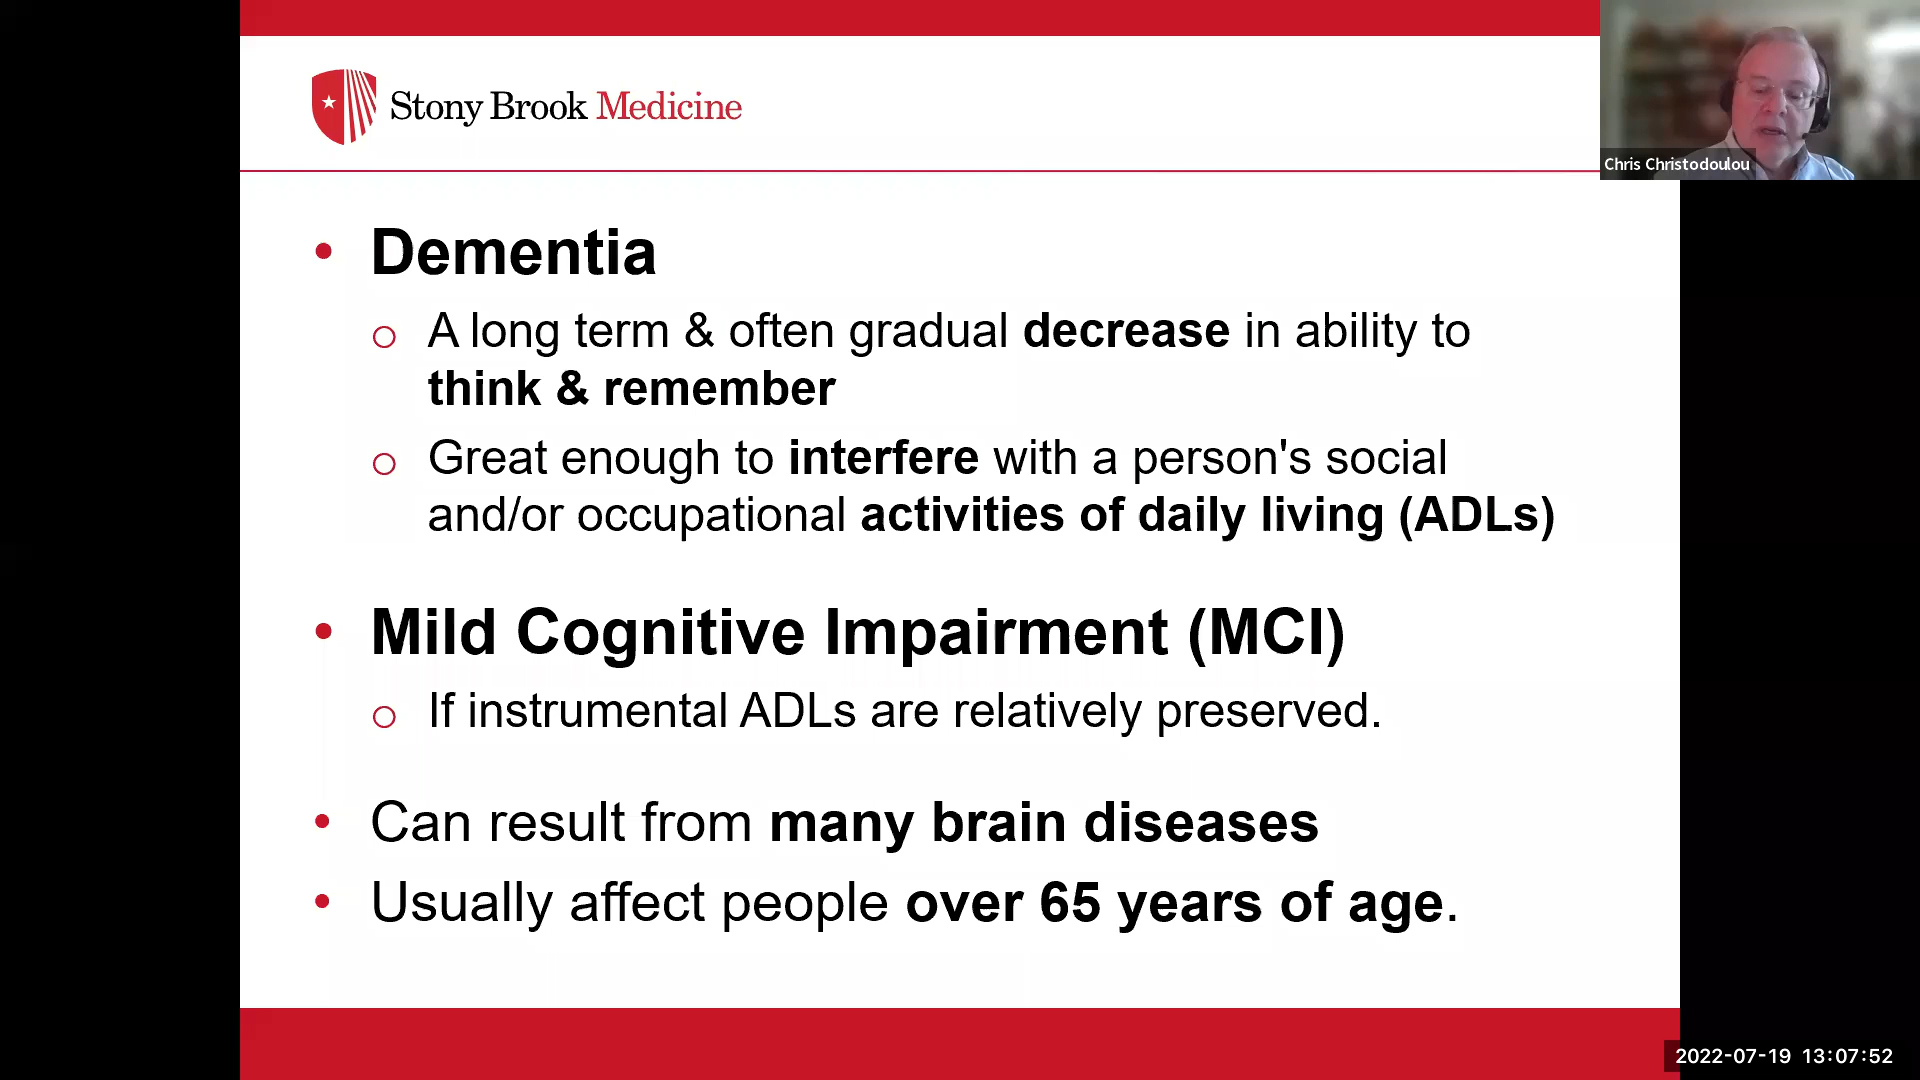 Stony Brook Medicine
Chris Christodoulou
• Dementia
o A long term & often gradual decrease in ability to
think & remember
o Great enough to interfere with a person's social
and/or occupational activities of daily living (ADLs)
• Mild Cognitive Impairment (MCI)
o If instrumental ADLs are relatively preserved.
• Can result from many brain diseases
• Usually affect people over 65 years of age.
2022-07-19 13:07:52